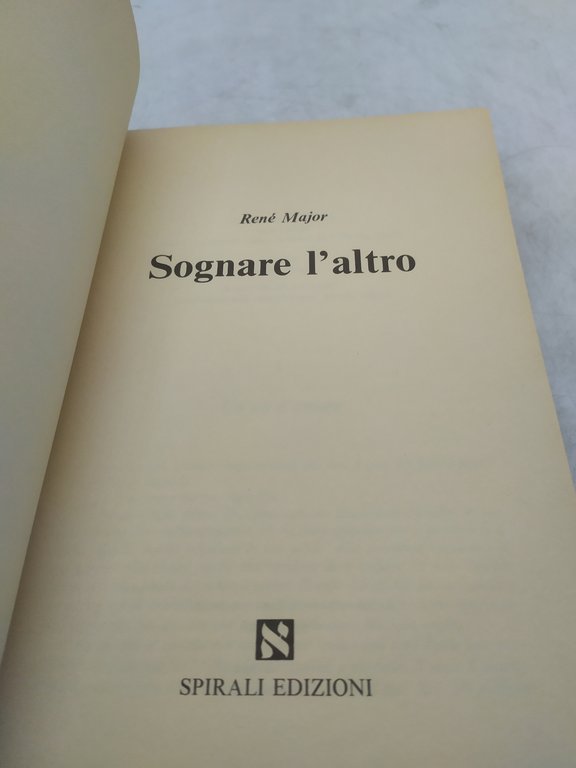 René Major
Sognare l'altro
SPIRALI EDIZIONI